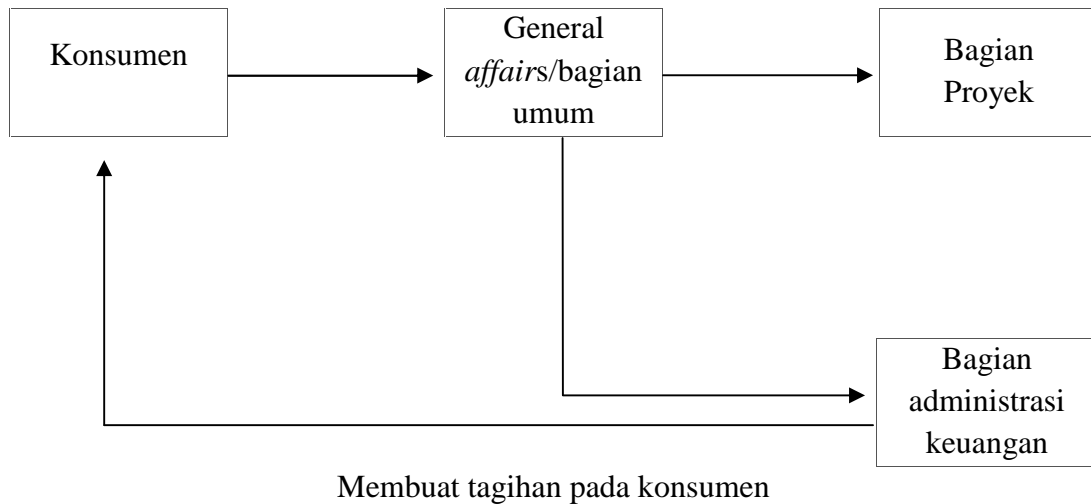 Konsumen
General
affairs/bagian
umum
Bagian
Proyek
Bagian
administrasi
keuangan
Membuat tagihan pada konsumen